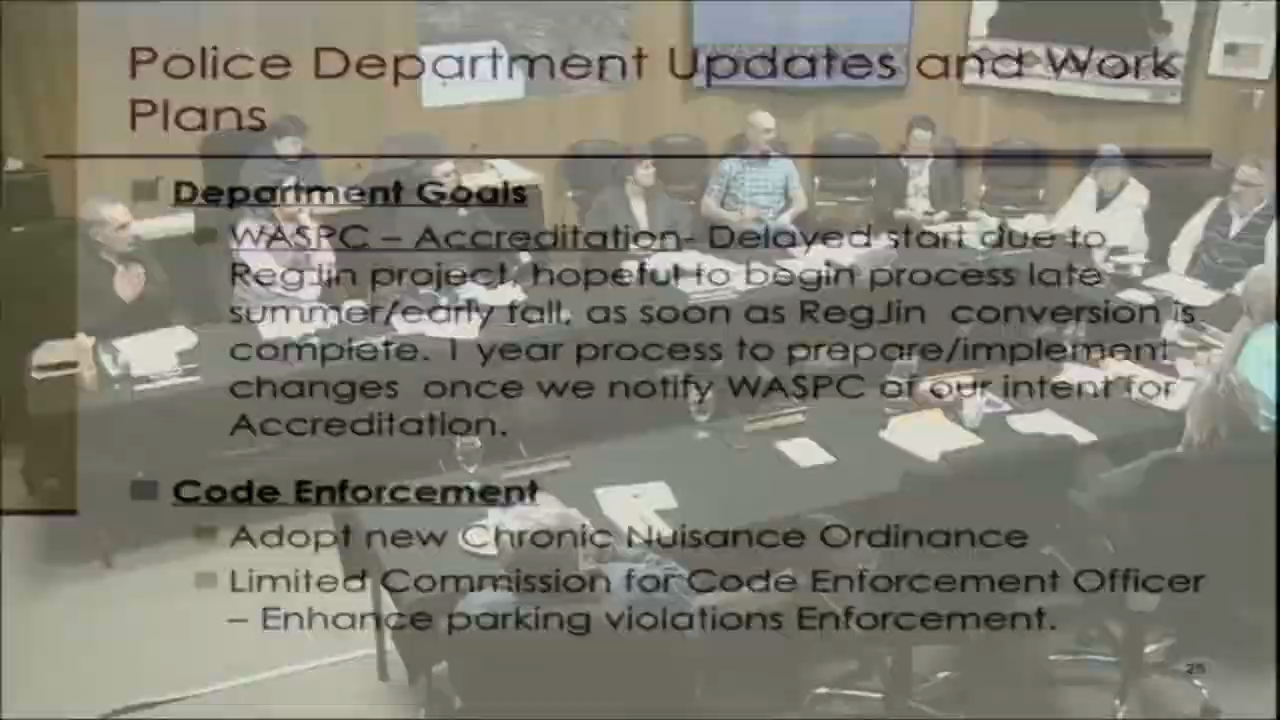 Police Department Updates and Work
Plans
Department Goals
WASPC – Accreditation- Delayed start due to
RegJin project, hopeful to begin process late
summer/early fall, as soon as RegJin conversion is
complete. 1 year process to prepare/implement
changes once we notify WASPC of our intent for
Accreditation.
Code Enforcement
Adopt new Chronic Nuisance Ordinance
Limited Commission for Code Enforcement Officer
– Enhance parking violations Enforcement.
25